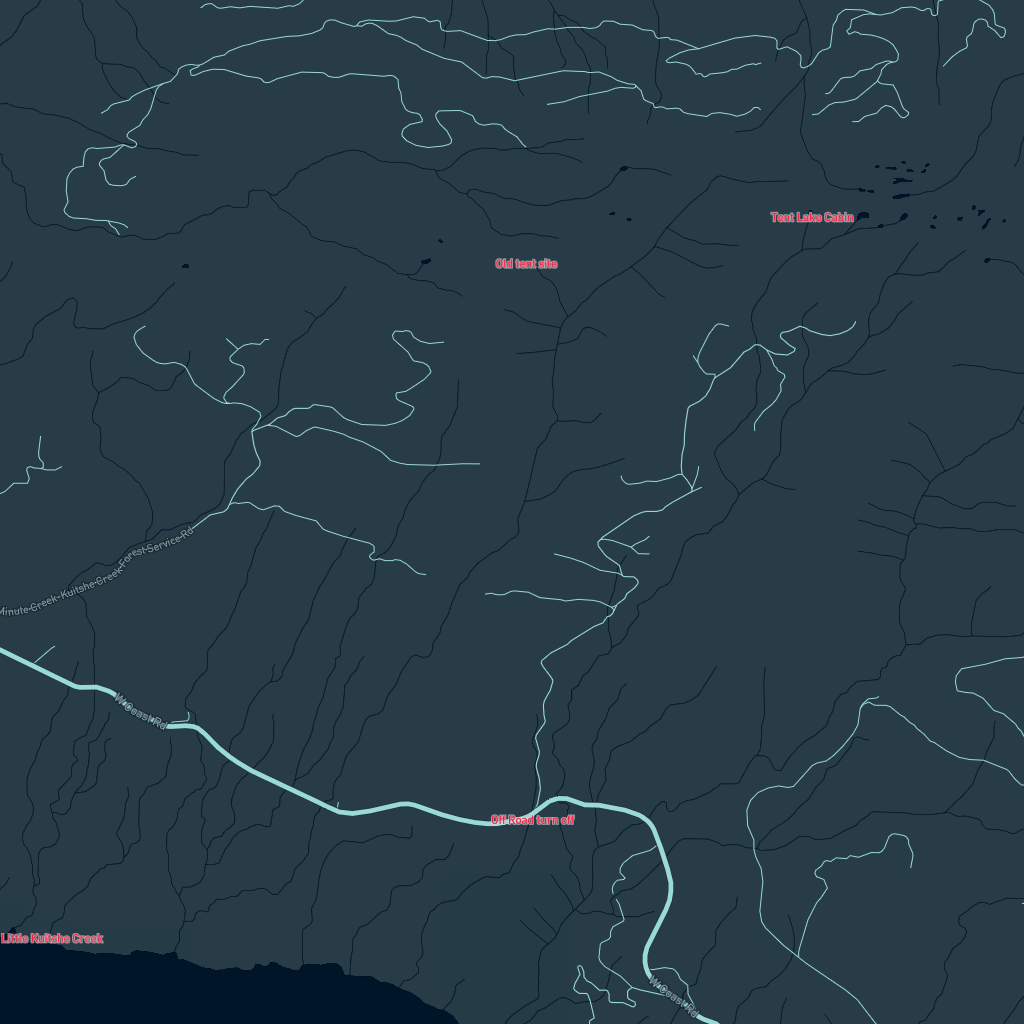 Tent Lake Cabin
Old tent site
Minute-Creek-Kuitshe-Creek-Forest-Service-Rd
W-Coast-Rd
Off Road turn off
Little Kuitshe Creek
W-Coast-Rd